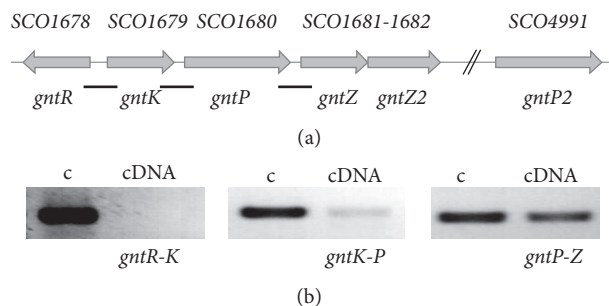 SCO1678 SCO1679 SCO1680 SCO1681-1682 SCO4991
gntR gntK gntP gntZ gntZ2 gntP2
(a)
c cDNA c cDNA c cDNA
gntR-K gntK-P gntP-Z
(b)